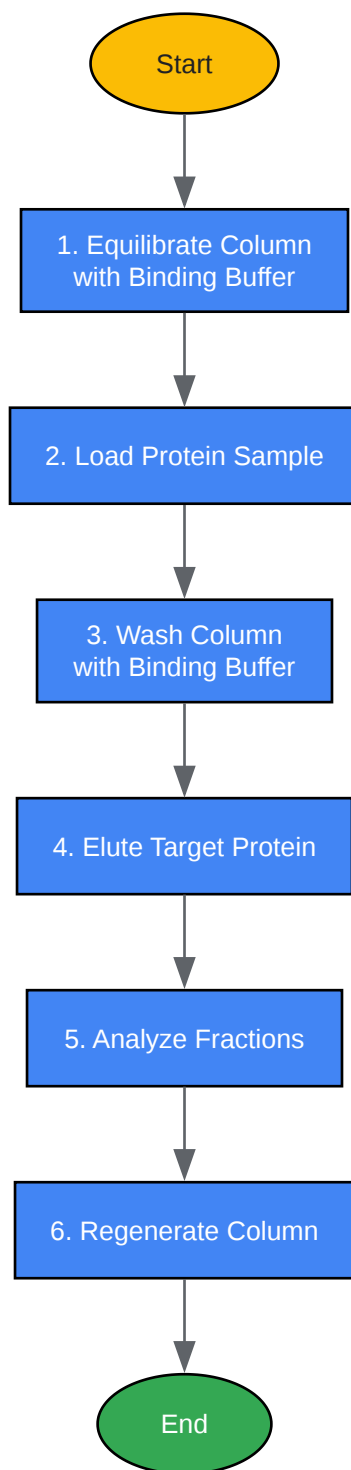 Start
1. Equilibrate Column
with Binding Buffer
2. Load Protein Sample
3. Wash Column
with Binding Buffer
4. Elute Target Protein
5. Analyze Fractions
6. Regenerate Column
End